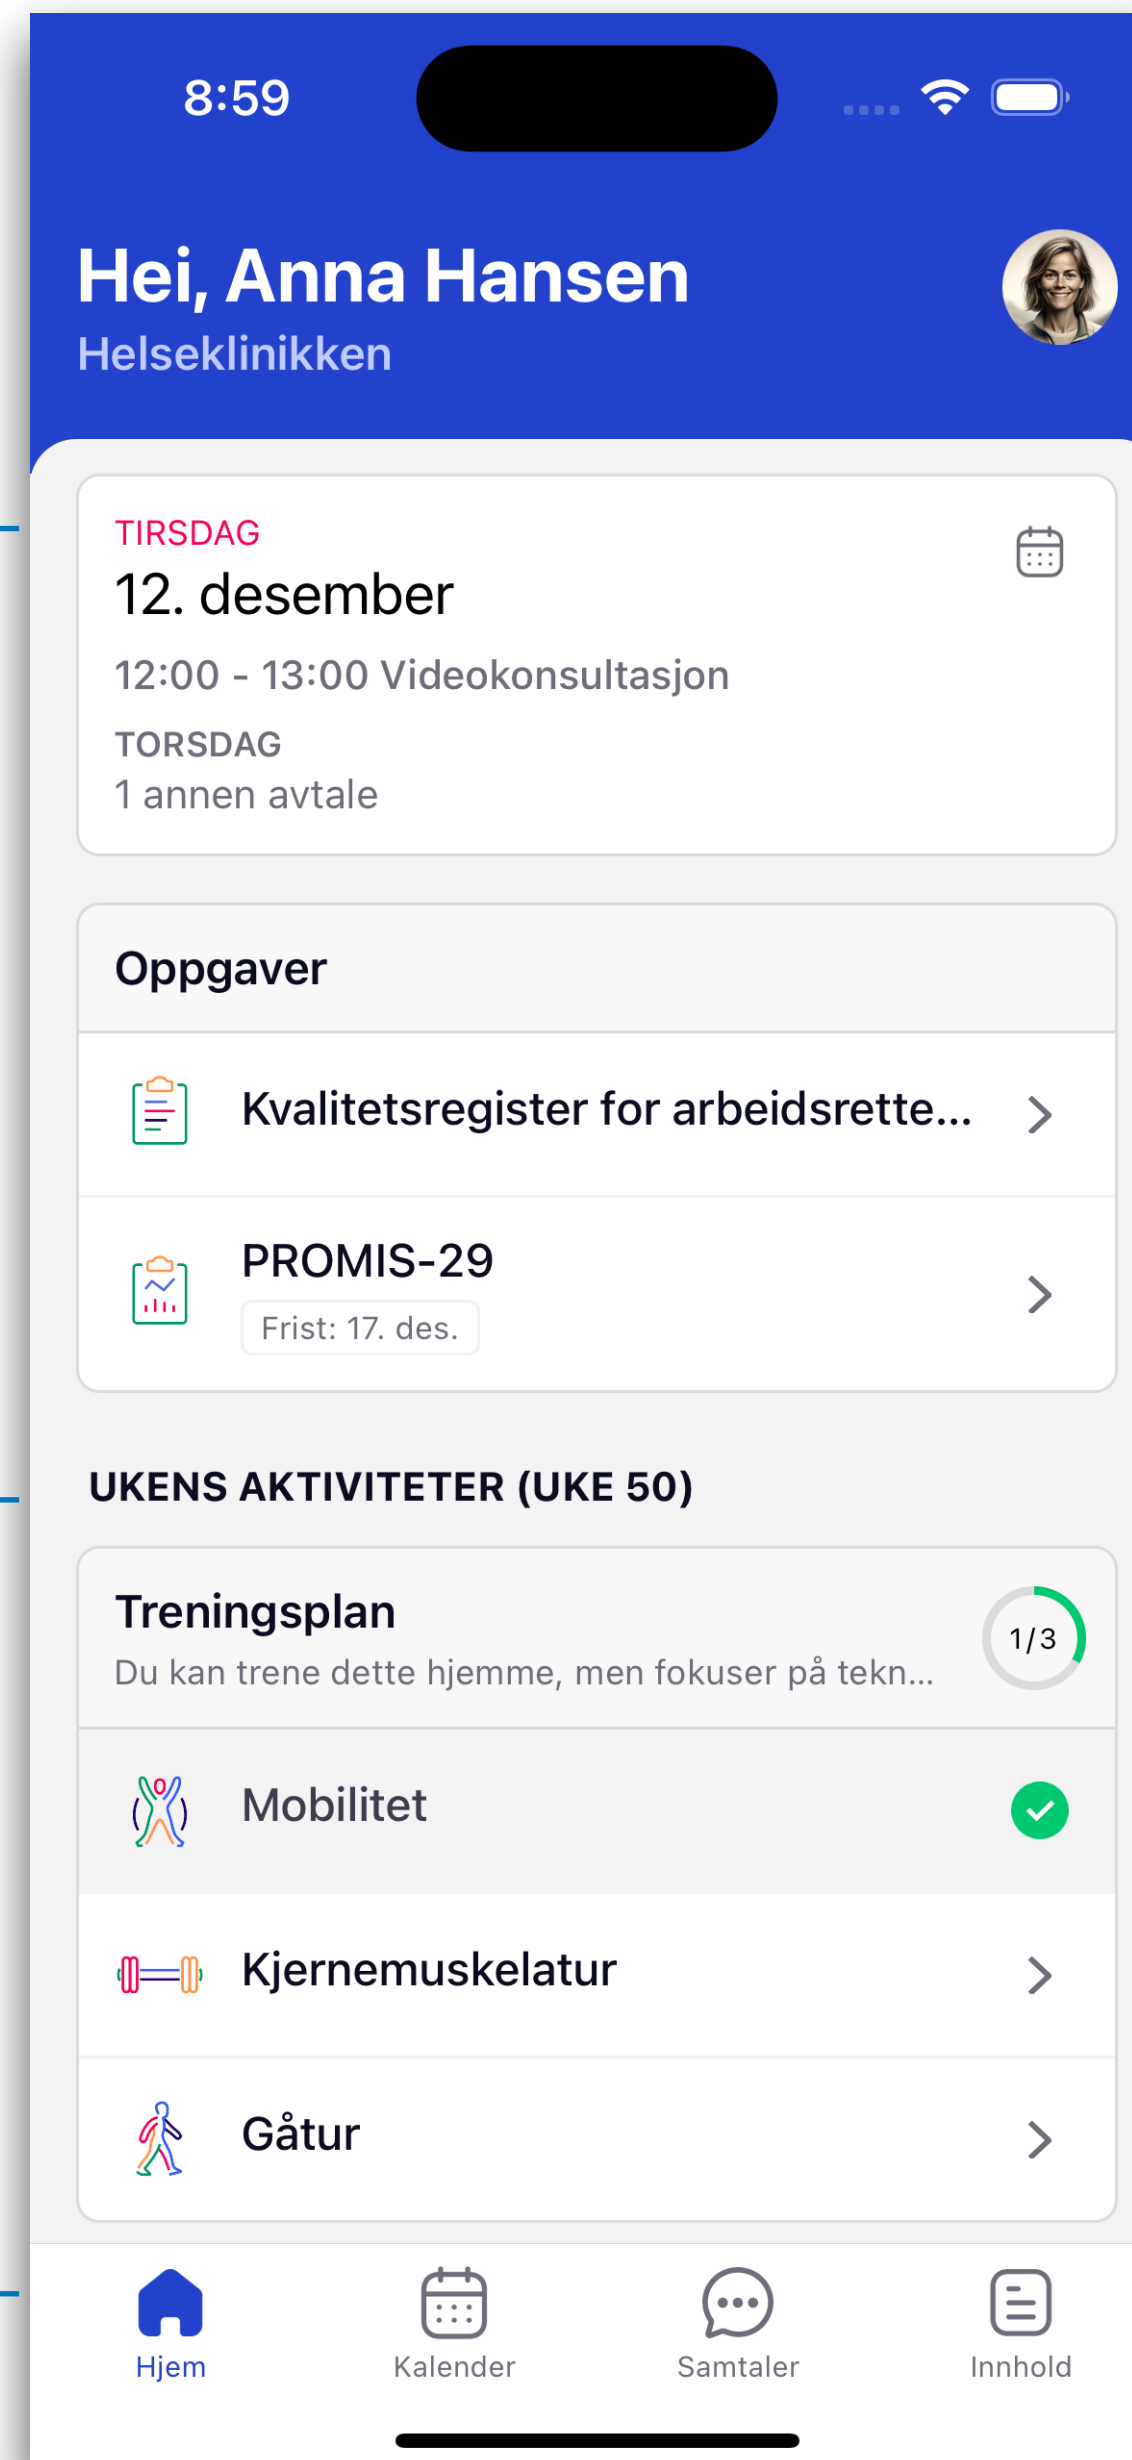 8:59
Hei, Anna Hansen
Helseklinikken
TIRSDAG
12. desember
12:00 - 13:00 Videokonsultasjon
TORSDAG
1 annen avtale
Oppgaver
Kvalitetsregister for arbeidsrette...
PROMIS-29
Frist: 17. des.
UKENS AKTIVITETER (UKE 50)
Treningsplan
1/3
Du kan trene dette hjemme, men fokuser på tekn...
Mobilitet
Kjernemuskelatur
Gåtur
Hjem Kalender Samtaler Innhold